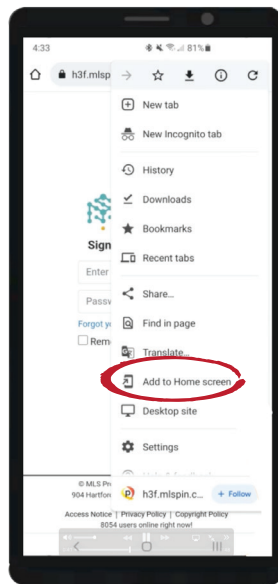 4:33 81%
h3f.mlsp
New tab
New Incognito tab
History
Downloads
Bookmarks
Sign
Recent tabs
Enter
Share...
Passw
Forgot yo
Find in page
Rem
Translate...
Add to Home screen
Desktop site
Settings
© MLS Pr
904 Hartfor
h3f.mlspin.c... + Follow
Access Notice | Privacy Policy | Copyright Policy
8054 users online right now!